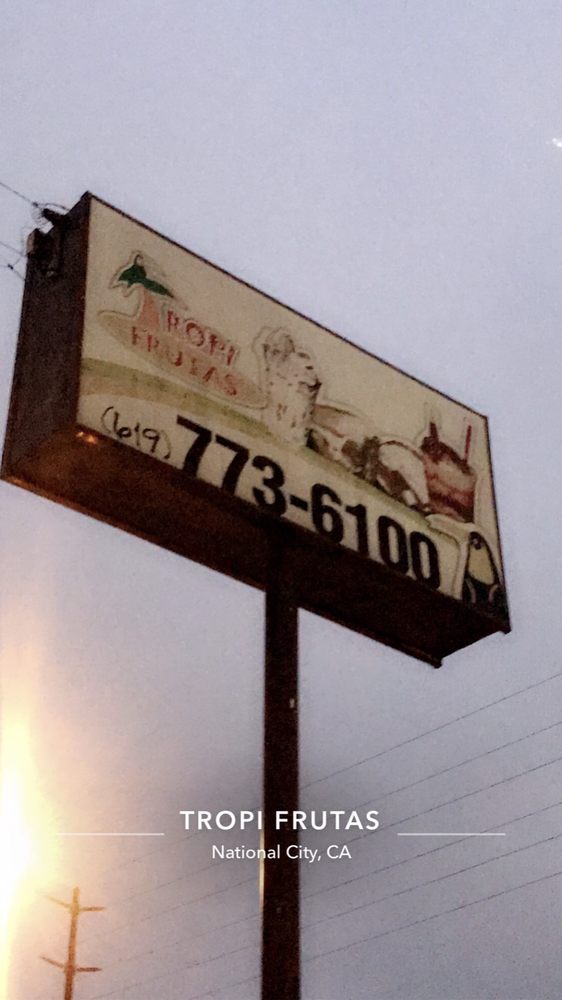 TROPI
FRUTAS
(619) 773-6100
TROPI FRUTAS
National City, CA